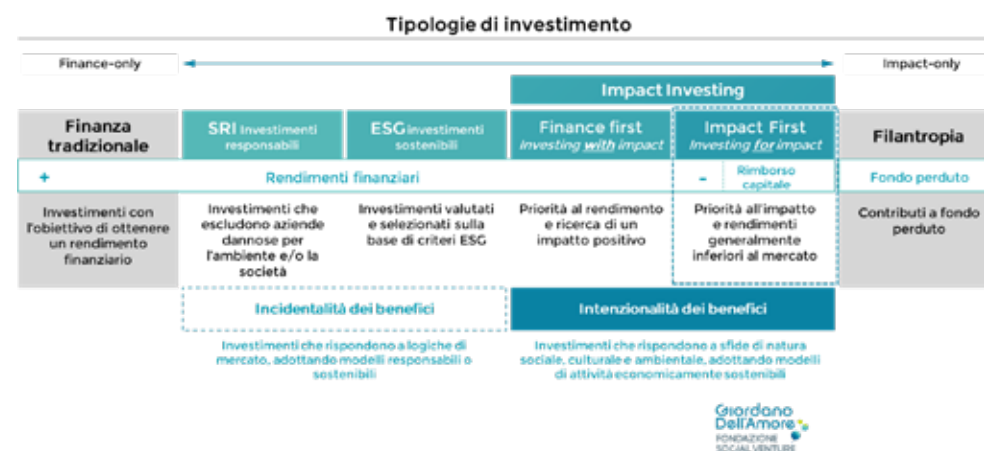 Tipologie di investimento
Finance-only
Impact-only
Impact Investing
Finanza
tradizionale
SRI Investimenti
responsabili
ESG investimenti
sostenibili
Finance first
Investing with impact
Impact First
Investing for impact
Filantropia
+
Rendimenti finanziari
-
Rimborso
capitale
Fondo perduto
Investimenti con
l'obiettivo di ottenere
un rendimento
finanziario
Investimenti che
escludono aziende
dannose per
l'ambiente e/o la
società
Investimenti valutati
e selezionati sulla
base di criteri ESG
Priorità al rendimento
e ricerca di un
impatto positivo
Priorità all'impatto
e rendimenti
generalmente
inferiori al mercato
Contributi a fondo
perduto
Incidentalità dei benefici
Intenzionalità dei benefici
Investimenti che rispondono a logiche di
mercato, adottando modelli responsabili o
sostenibili
Investimenti che rispondono a sfide di natura
sociale, culturale e ambientale, adottando modelli
di attività economicamente sostenibili
Giordano
Dell'Amore
FONDAZIONE
SOCIAL VENTURE